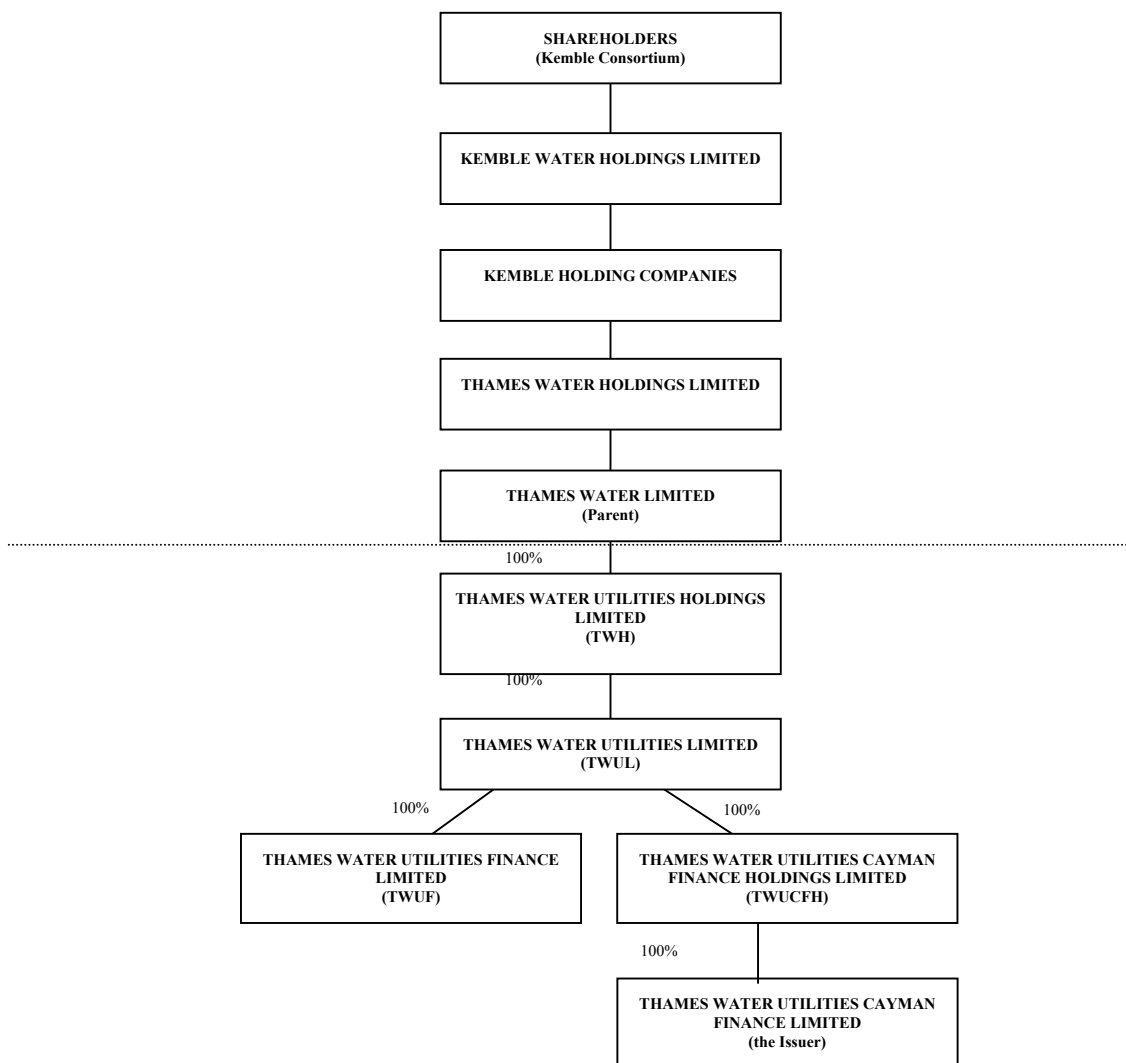 SHAREHOLDERS
(Kemble Consortium)
KEMBLE WATER HOLDINGS LIMITED
KEMBLE HOLDING COMPANIES
THAMES WATER HOLDINGS LIMITED
THAMES WATER LIMITED
(Parent)
100%
THAMES WATER UTILITIES HOLDINGS
LIMITED
(TWH)
100%
THAMES WATER UTILITIES LIMITED
(TWUL)
100%
100%
THAMES WATER UTILITIES FINANCE
LIMITED
(TWUF)
THAMES WATER UTILITIES CAYMAN
FINANCE HOLDINGS LIMITED
(TWUCFH)
100%
THAMES WATER UTILITIES CAYMAN
FINANCE LIMITED
(the Issuer)